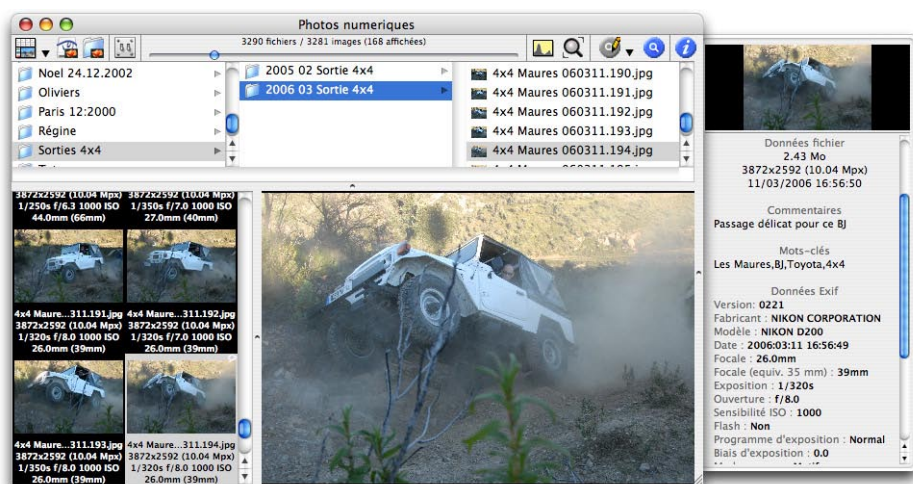 Photos numeriques
3290 fichiers / 3281 images (168 affichées)
Noel 24.12.2002
Oliviers
Paris 12:2000
Régine
Sorties 4x4
2005 02 Sortie 4x4
2006 03 Sortie 4x4
4x4 Maures 060311.190.jpg
4x4 Maures 060311.191.jpg
4x4 Maures 060311.192.jpg
4x4 Maures 060311.193.jpg
4x4 Maures 060311.194.jpg
3872x2592 (10.04 Mpx) 3872x2592 (10.04 Mpx)
1/250s f/6.3 1000 ISO 1/350s f/7.0 1000 ISO
44.0mm (66mm) 27.0mm (40mm)
4x4 Maure...311.191.jpg 4x4 Maure...311.192.jpg
3872x2592 (10.04 Mpx) 3872x2592 (10.04 Mpx)
1/320s f/8.0 1000 ISO 1/320s f/7.0 1000 ISO
26.0mm (39mm) 26.0mm (39mm)
4x4 Maure...311.193.jpg 4x4 Maure...311.194.jpg
3872x2592 (10.04 Mpx) 3872x2592 (10.04 Mpx)
1/350s f/8.0 1000 ISO 1/320s f/8.0 1000 ISO
26.0mm (39mm) 26.0mm (39mm)
Données fichier
2.43 Mo
3872x2592 (10.04 Mpx)
11/03/2006 16:56:50
Commentaires
Passage délicat pour ce BJ
Mots-clés
Les Maures,BJ,Toyota,4x4
Données Exif
Version: 0221
Fabricant : NIKON CORPORATION
Modèle : NIKON D200
Date : 2006:03:11 16:56:49
Focale : 26.0mm
Focale (equiv. 35 mm) : 39mm
Exposition : 1/320s
Ouverture : f/8.0
Sensibilité ISO : 1000
Flash : Non
Programme d'exposition : Normal
Biais d'exposition : 0.0